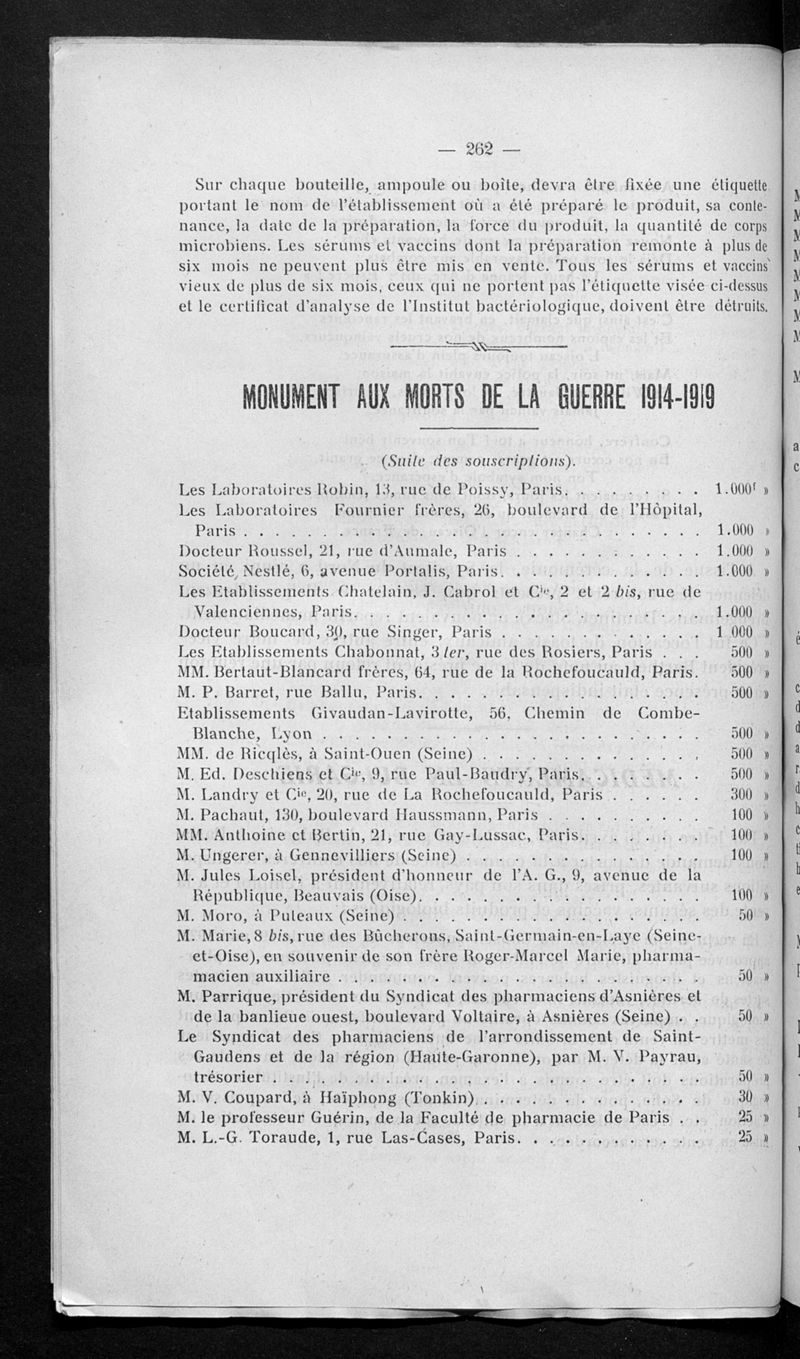 — 262 —
Sur chaque bouteille, ampoule ou boîte, devra être fixée une étiquette
portant le nom de l'établissement où a été préparé le produit, sa conte-
nance, la date de la préparation, la force du produit, la quantité de corps
microbiens. Les sérums et vaccins dont la préparation remonte à plus de
six mois ne peuvent plus être mis en vente. Tous les sérums et vaccins
vieux de plus de six mois, ceux qui ne portent pas l'étiquette visée ci-dessus
et le certificat d'analyse de l'Institut bactériologique, doivent être détruits.
MONUMENT AUX MORTS DE LA GUERRE 1914-1919
(Suite des souscriptions).
Les Laboratoires Robin, 13, rue de Poissy, Paris. . . . . . . . . 1.000f »
Les Laboratoires Fournier frères, 26, boulevard de l'Hôpital,
Paris . . . . . . . . . . . . . . . . . . . . . . . . . . . . . 1.000 »
Docteur Roussel, 21, rue d'Aumale, Paris . . . . . . . . . . . . 1.000 »
Société Nestlé, 6, avenue Portalis, Paris. . . . . . . . . . . . . 1.000 »
Les Etablissements Chatelain, J. Cabrol et Cie, 2 et 2 bis, rue de
Valenciennes, Paris. . . . . . . . . . . . . . . . . . . . . . 1.000 »
Docteur Boucard, 30, rue Singer, Paris . . . . . . . . . . . . . 1 000 »
Les Etablissements Chabonnat, 3 ter, rue des Rosiers, Paris . . . 500 »
MM. Bertaut-Blancard frères, 64, rue de la Rochefoucauld, Paris. 500 »
M. P. Barret, rue Ballu, Paris. . . . . . . . . . . . . . . . . . 500 »
Etablissements Givaudan-Lavirotte, 56, Chemin de Combe-
Blanche, Lyon . . . . . . . . . . . . . . . . . . . . . . . . 500 »
MM. de Ricqlès, à Saint-Ouen (Seine) . . . . . . . . . . . . . . 500 »
M. Ed. Deschiens et Cie, 9, rue Paul-Baudry, Paris. . . . . . . . 500 »
M. Landry et Cie, 20, rue de La Rochefoucauld, Paris . . . . . . 300 »
M. Pachaut, 130, boulevard Haussmann, Paris . . . . . . . . . . 100 »
MM. Anthoine et Bertin, 21, rue Gay-Lussac, Paris. . . . . . . . 100 »
M. Ungerer, à Gennevilliers (Seine) . . . . . . . . . . . . . . . 100 »
M. Jules Loisel, président d'honneur de l'A. G., 9, avenue de la
République, Beauvais (Oise). . . . . . . . . . . . . . . . . . 100 »
M. Moro, à Puteaux (Seine) . . . . . . . . . . . . . . . . . . . 50 »
M. Marie, 8 bis, rue des Bûcherons, Saint-Germain-en-Laye (Seine-
et-Oise), en souvenir de son frère Roger-Marcel Marie, pharma-
macien auxiliaire . . . . . . . . . . . . . . . . . . . . . . . 50 »
M. Parrique, président du Syndicat des pharmaciens d'Asnières et
de la banlieue ouest, boulevard Voltaire, à Asnières (Seine) . . 50 »
Le Syndicat des pharmaciens de l'arrondissement de Saint-
Gaudens et de la région (Haute-Garonne), par M. V. Payrau,
trésorier . . . . . . . . . . . . . . . . . . . . . . . . . . . 50 »
M. V. Coupard, à Haïphong (Tonkin) . . . . . . . . . . . . . . 30 »
M. le professeur Guérin, de la Faculté de pharmacie de Paris . . 25 »
M. L.-G. Toraude, 1, rue Las-Cases, Paris. . . . . . . . . . . . 25 »